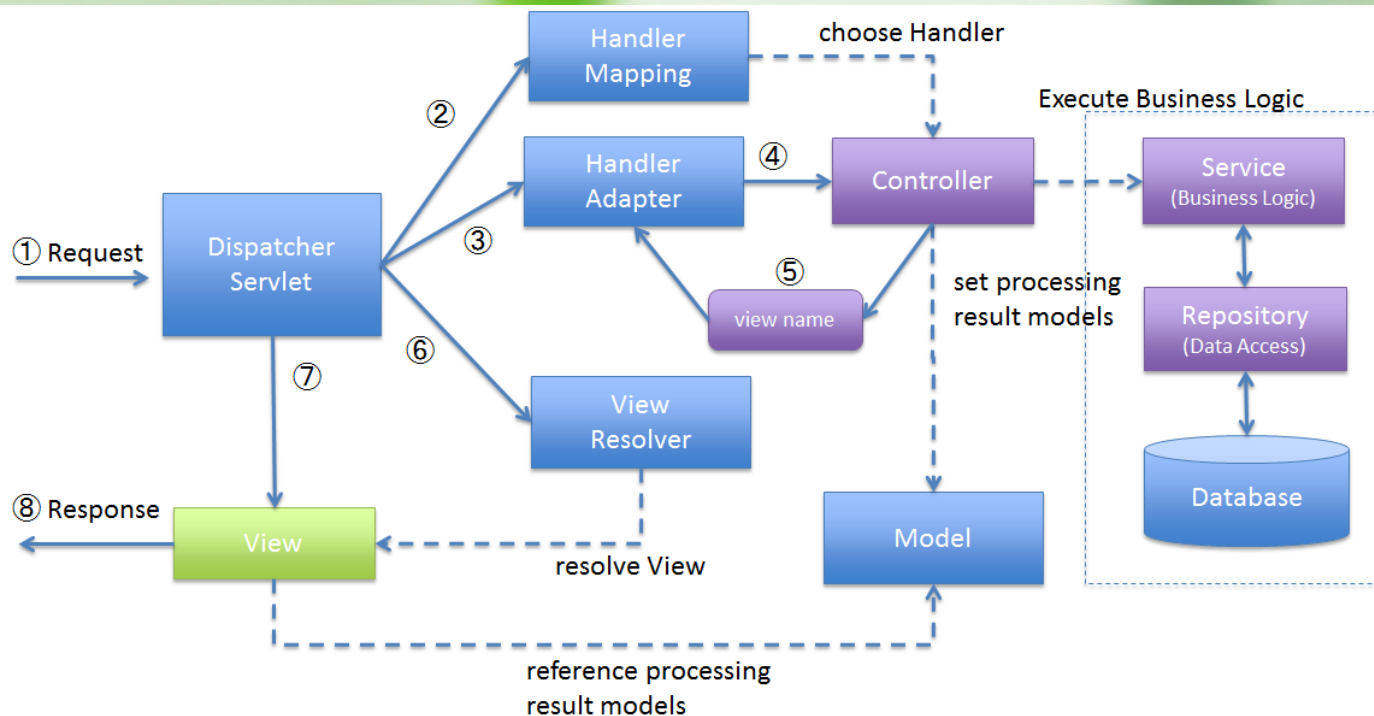 Handler
Mapping
choose Handler
②
Execute Business Logic
Handler
Adapter
④
Controller
Service
(Business Logic)
① Request
Dispatcher
Servlet
③
⑤
view name
set processing
result models
Repository
(Data Access)
⑥
⑦
View
Resolver
Database
⑧ Response
View
resolve View
Model
reference processing
result models